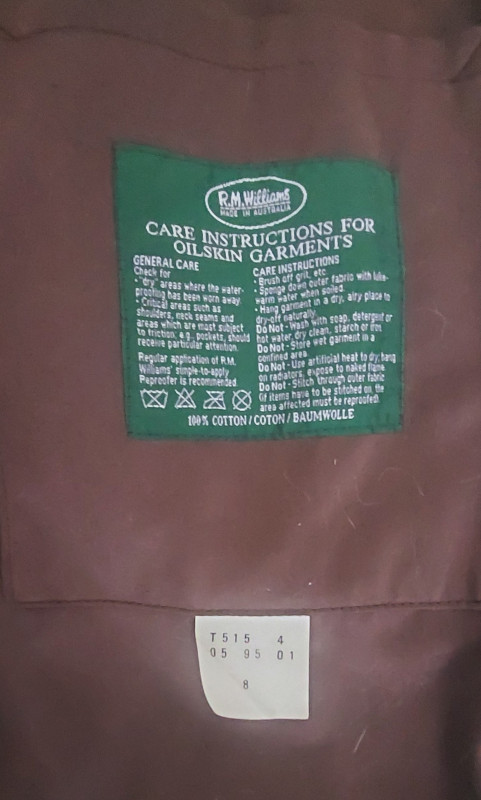 R.M.Williams
MADE IN AUSTRALIA
CARE INSTRUCTIONS FOR
OILSKIN GARMENTS
GENERAL CARE
Check for
- "dry" areas where the water-
proofing has been worn away.
- Critical areas such as
shoulders, neck seams and
areas which are most subject
to friction, e.g. pockets, should
receive particular attention.
Regular application of R.M.
Williams' simple-to-apply
Reproofer is recommended.
CARE INSTRUCTIONS
- Brush off grit, etc.
- Sponge down outer fabric with luke-
warm water when soiled.
- Hang garment in a dry, airy place to
dry-off naturally.
Do Not - Wash with soap, detergent or
hot water, dry clean, starch or iron
Do Not - Store wet garment in a
confined area.
Do Not - Use artificial heat to dry; hang
on radiators, expose to naked flame
Do Not - Stitch through outer fabric
(if items have to be stitched on, the
area affected must be reproofed)
100% COTTON / COTON / BAUMWOLLE
T515 4
05 95 01
8